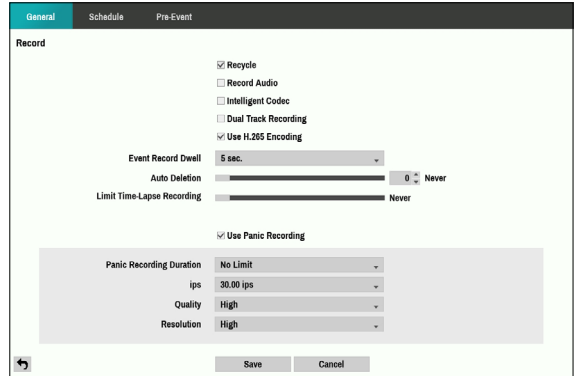 General Schedule Pre-Event
Record
Recycle
Record Audio
Intelligent Codec
Dual Track Recording
Use H.265 Encoding
Event Record Dwell 5 sec.
Auto Deletion 0 Never
Limit Time-Lapse Recording Never
Use Panic Recording
Panic Recording Duration No Limit
ips 30.00 ips
Quality High
Resolution High
Save Cancel